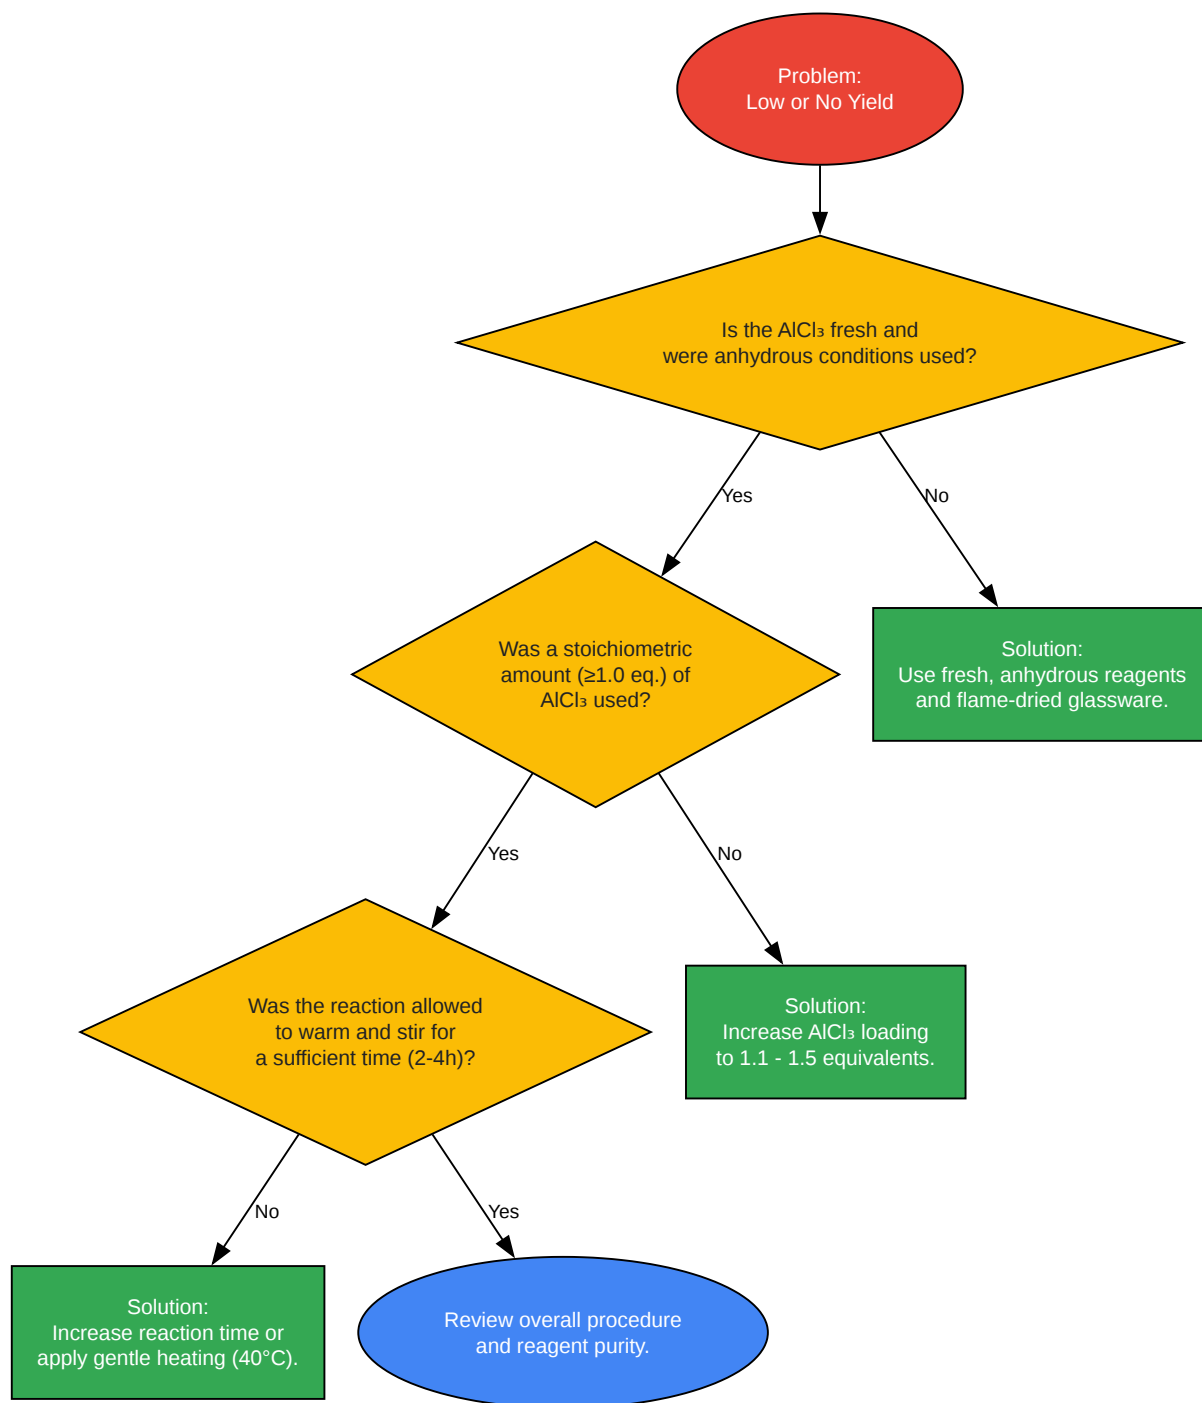 Problem:
Low or No Yield
Is the AlCl₃ fresh and
were anhydrous conditions used?
Yes
No
Was a stoichiometric
amount (≥1.0 eq.) of
AlCl₃ used?
Solution:
Use fresh, anhydrous reagents
and flame-dried glassware.
Yes
No
Was the reaction allowed
to warm and stir for
a sufficient time (2-4h)?
Solution:
Increase AlCl₃ loading
to 1.1 - 1.5 equivalents.
No
Yes
Solution:
Increase reaction time or
apply gentle heating (40°C).
Review overall procedure
and reagent purity.